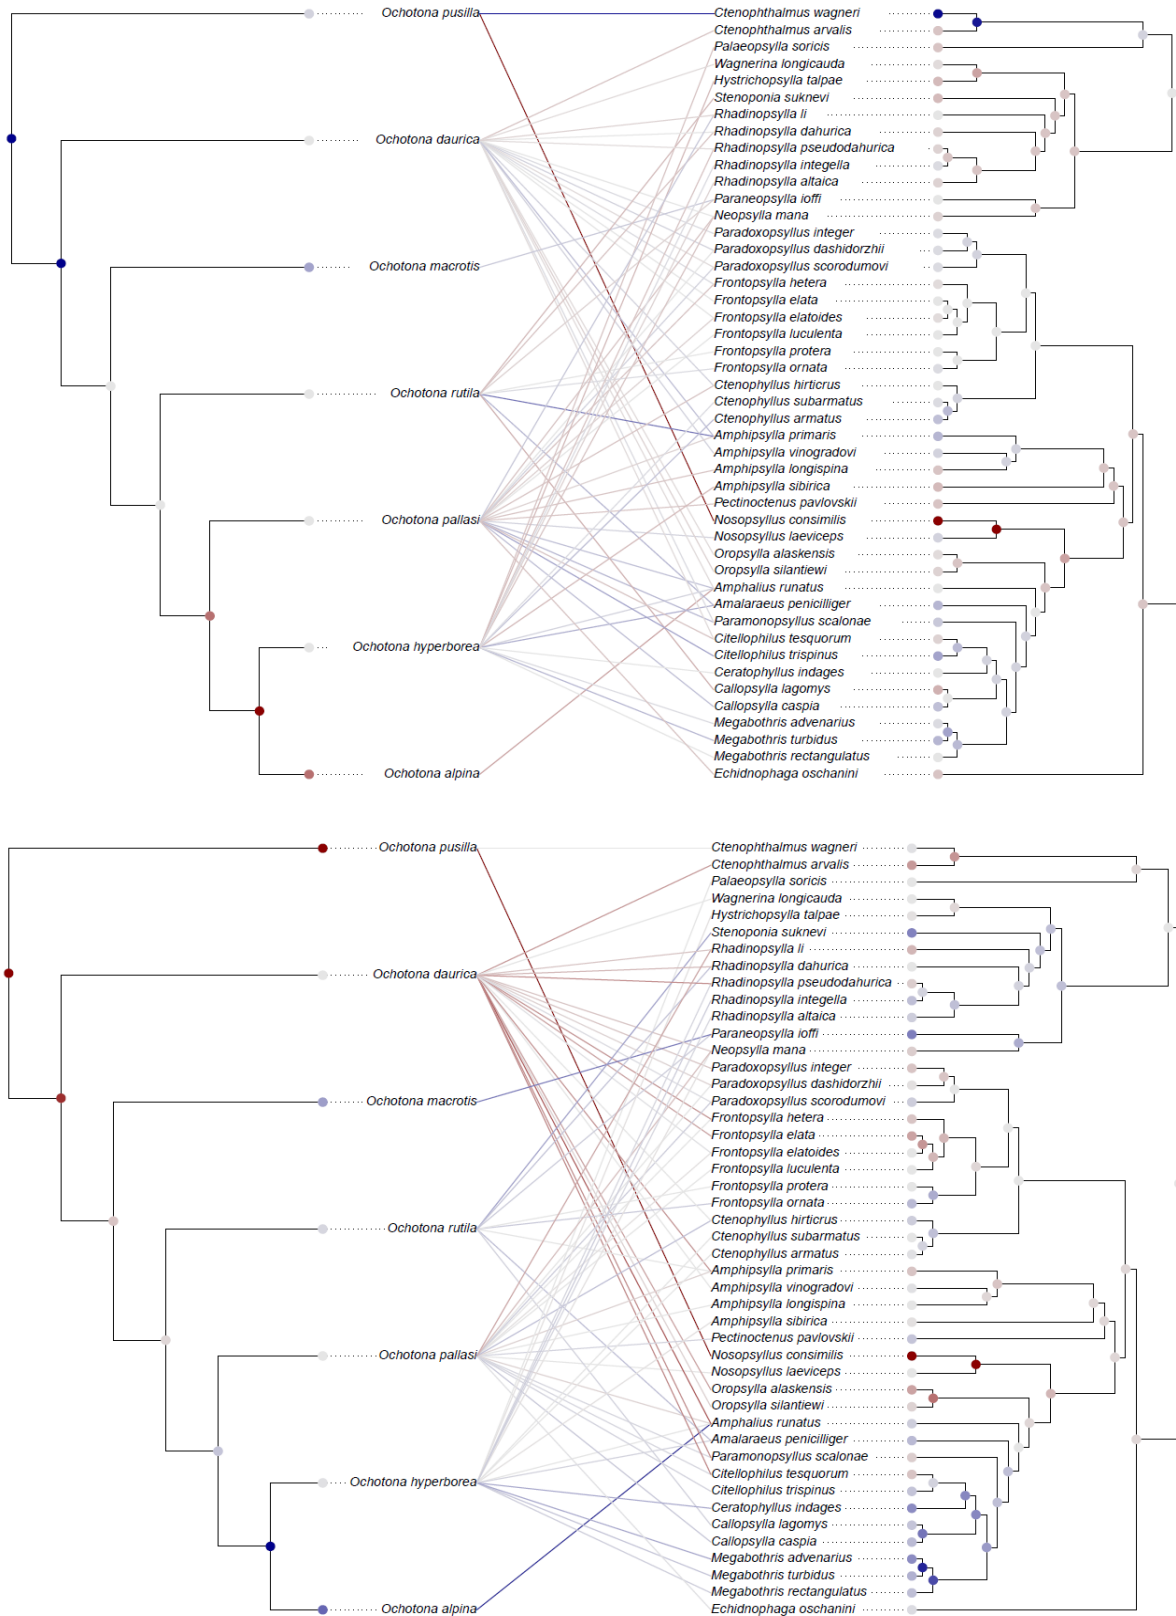 Ochotona pusilla
Ochotona daurica
Ochotona macrotis
Ochotona rutila
Ochotona pallasi
Ochotona hyperborea
Ochotona alpina
Ctenophthalmus wagneri
Ctenophthalmus arvalis
Palaeopsylla soricis
Wagnerina longicauda
Hystrichopsylla talpae
Stenoponia suknevi
Rhadinopsylla li
Rhadinopsylla dahurica
Rhadinopsylla pseudodahurica
Rhadinopsylla integella
Rhadinopsylla altaica
Paraneopsylla ioffi
Neopsylla mana
Paradoxopsyllus integer
Paradoxopsyllus dashidorzhii
Paradoxopsyllus scorodumovi
Frontopsylla hetera
Frontopsylla elata
Frontopsylla elatoides
Frontopsylla luculenta
Frontopsylla protera
Frontopsylla ornata
Ctenophyllus hirticrus
Ctenophyllus subarmatus
Ctenophyllus armatus
Amphipsylla primaris
Amphipsylla vinogradovi
Amphipsylla longispina
Amphipsylla sibirica
Pectinoctenus pavlovskii
Nosopsyllus consimilis
Nosopsyllus laeviceps
Oropsylla alaskensis
Oropsylla silantiewi
Amphalius runatus
Amalaraeus penicilliger
Paramonopsyllus scalonae
Citellophilus tesquorum
Citellophilus trispinus
Ceratophyllus indages
Callopsylla lagomys
Callopsylla caspia
Megabothris advenarius
Megabothris turbidus
Megabothris rectangulatus
Echidnophaga oschanini
Ochotona pusilla
Ochotona daurica
Ochotona macrotis
Ochotona rutila
Ochotona pallasi
Ochotona hyperborea
Ochotona alpina
Ctenophthalmus wagneri
Ctenophthalmus arvalis
Palaeopsylla soricis
Wagnerina longicauda
Hystrichopsylla talpae
Stenoponia suknevi
Rhadinopsylla li
Rhadinopsylla dahurica
Rhadinopsylla pseudodahurica
Rhadinopsylla integella
Rhadinopsylla altaica
Paraneopsylla ioffi
Neopsylla mana
Paradoxopsyllus integer
Paradoxopsyllus dashidorzhii
Paradoxopsyllus scorodumovi
Frontopsylla hetera
Frontopsylla elata
Frontopsylla elatoides
Frontopsylla luculenta
Frontopsylla protera
Frontopsylla ornata
Ctenophyllus hirticrus
Ctenophyllus subarmatus
Ctenophyllus armatus
Amphipsylla primaris
Amphipsylla vinogradovi
Amphipsylla longispina
Amphipsylla sibirica
Pectinoctenus pavlovskii
Nosopsyllus consimilis
Nosopsyllus laeviceps
Oropsylla alaskensis
Oropsylla silantiewi
Amphalius runatus
Amalaraeus penicilliger
Paramonopsyllus scalonae
Citellophilus tesquorum
Citellophilus trispinus
Ceratophyllus indages
Callopsylla lagomys
Callopsylla caspia
Megabothris advenarius
Megabothris turbidus
Megabothris rectangulatus
Echidnophaga oschanini